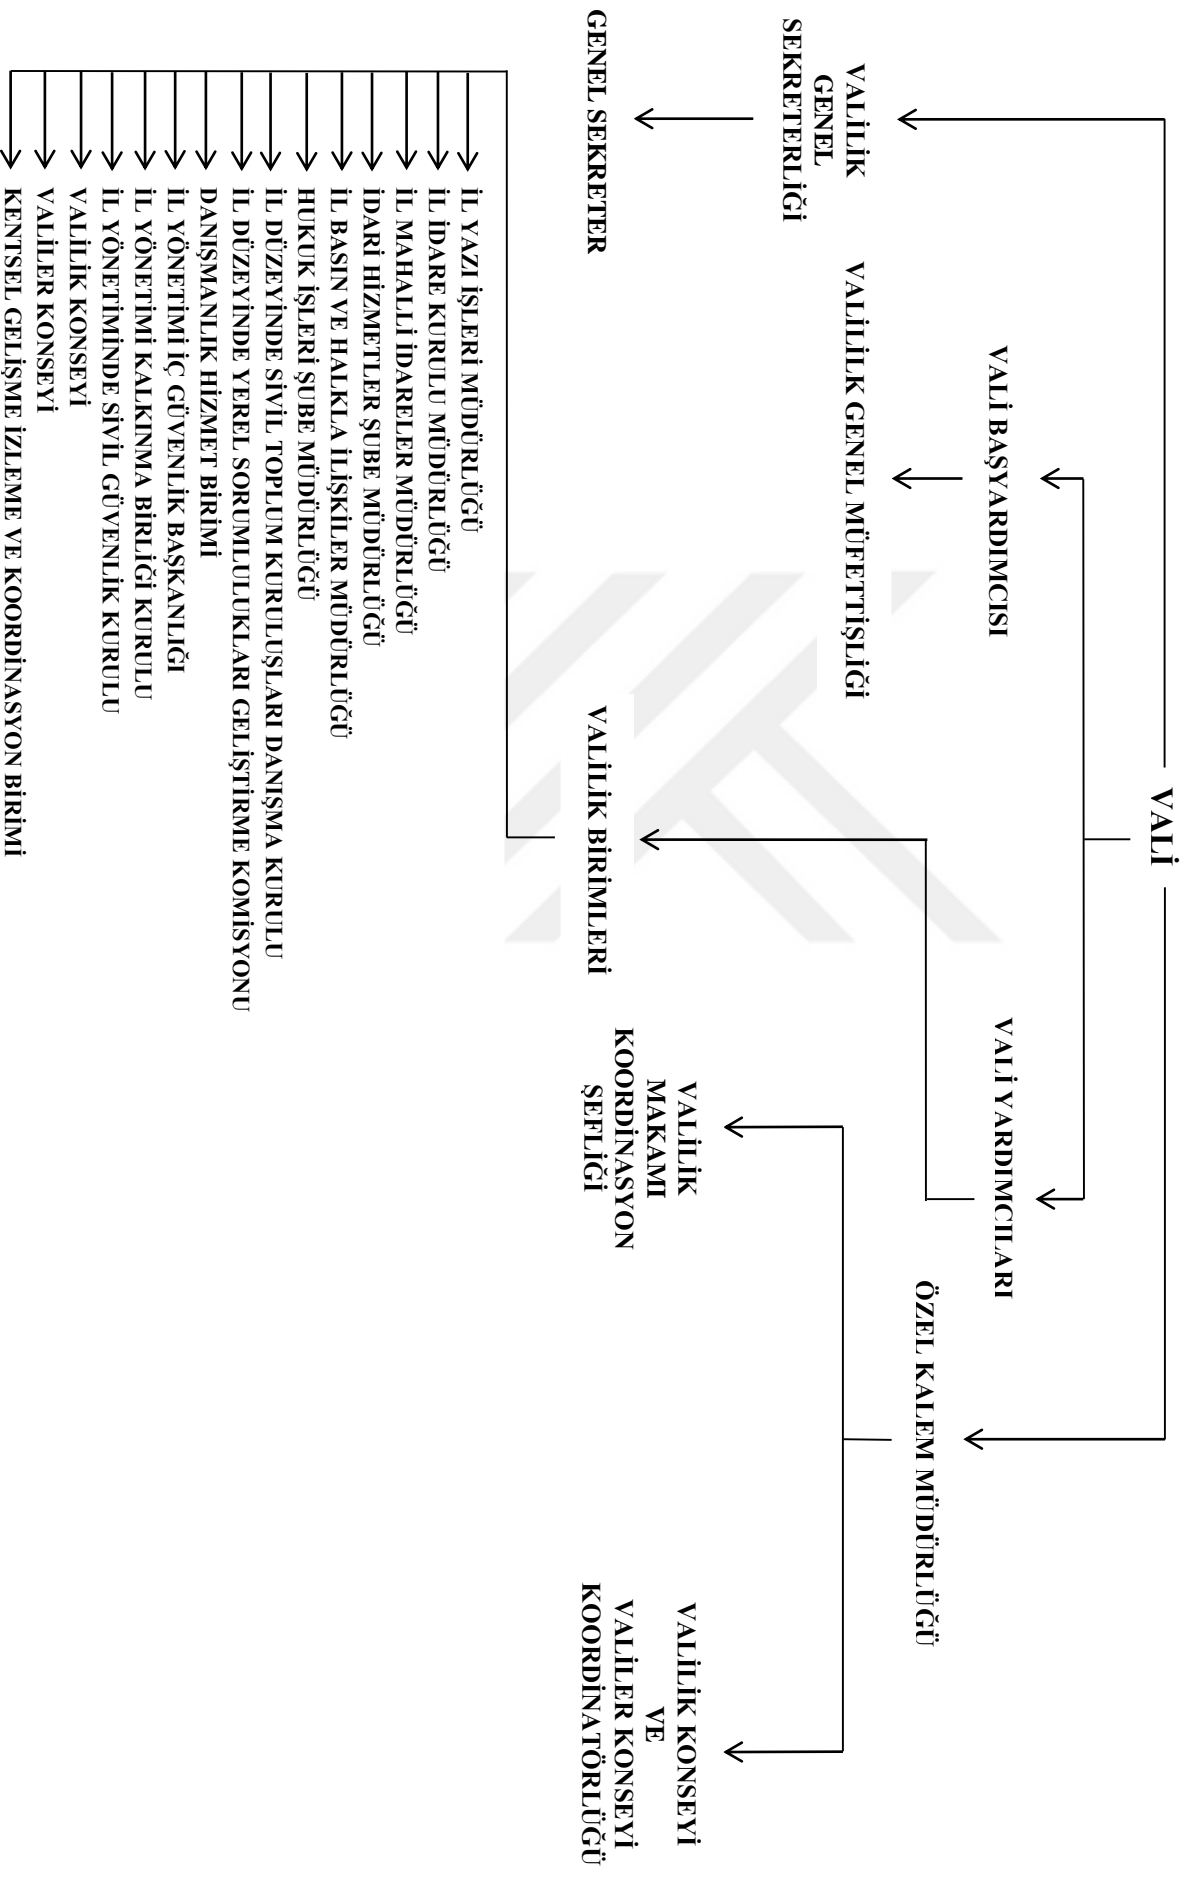 VALİ
VALİ BAŞYARDIMCISI
VALİ YARDIMCILARI
ÖZEL KALEM MÜDÜRLÜĞÜ
VALİLİK
GENEL
SEKRETERLİĞİ
VALİLİLK GENEL MÜFETTİŞLİĞİ
GENEL SEKRETER
VALİLİK BİRİMLERİ
VALİLİK
MAKAMI
KOORDİNASYON
ŞEFLİĞİ
VALİLİK KONSEYİ
VE
VALİLER KONSEYİ
KOORDİNATÖRLÜĞÜ
İL YAZI İŞLERİ MÜDÜRLÜĞÜ
İL İDARE KURULU MÜDÜRLÜĞÜ
İL MAHALLİ İDARELER MÜDÜRLÜĞÜ
İDARİ HİZMETLER ŞUBE MÜDÜRLÜĞÜ
İL BASIN VE HALKLA İLİŞKİLER MÜDÜRLÜĞÜ
HUKUK İŞLERİ ŞUBE MÜDÜRLÜĞÜ
İL DÜZEYİNDE SİVİL TOPLUM KURULUŞLARI DANIŞMA KURULU
İL DÜZEYİNDE YEREL SORUMLULUKLARI GELİŞTİRME KOMİSYONU
DANIŞMANLIK HİZMET BİRİMİ
İL YÖNETİMİ İÇ GÜVENLİK BAŞKANLIĞI
İL YÖNETİMİ KALKINMA BİRLİĞİ KURULU
İL YÖNETİMİNDE SİVİL GÜVENLİK KURULU
VALİLİK KONSEYİ
VALİLER KONSEYİ
KENTSEL GELİŞME İZLEME VE KOORDİNASYON BİRİMİ